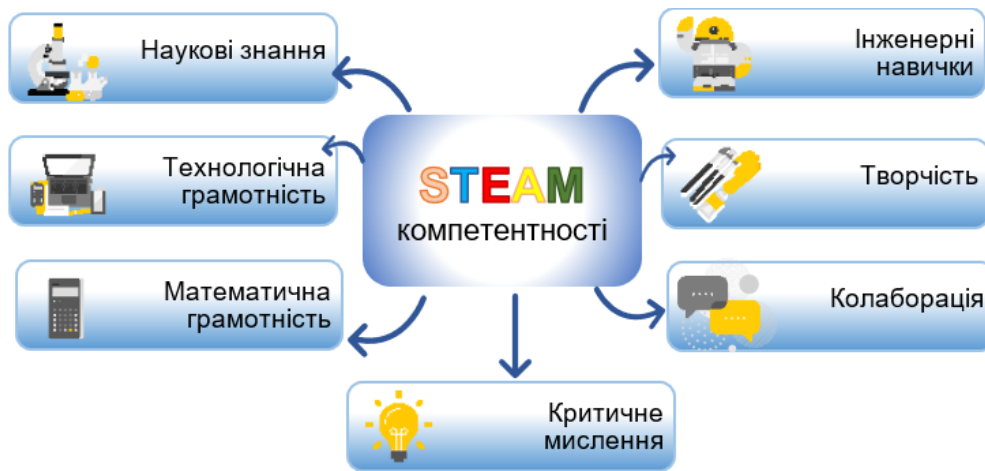 Наукові знання
Технологічна
грамотність
Математична
грамотність
STEAM
компетентності
Критичне
мислення
Інженерні
навички
Творчість
Колаборація